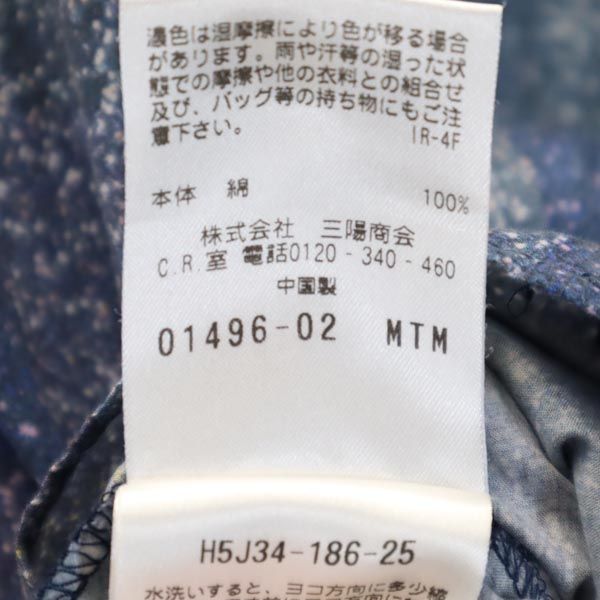 濃色は湿摩擦により色が移る場合
があります。雨や汗等の湿った状
態での摩擦や他の衣料との組合せ
及び、バッグ等の持ち物にもご注
意下さい。 IR-4F
本体 綿 100%
株式会社 三陽商会
C.R.室 電話0120-340-460
中国製
01496-02 MTM
H5J34-186-25
水洗いすると、ヨコ方向に多少縮